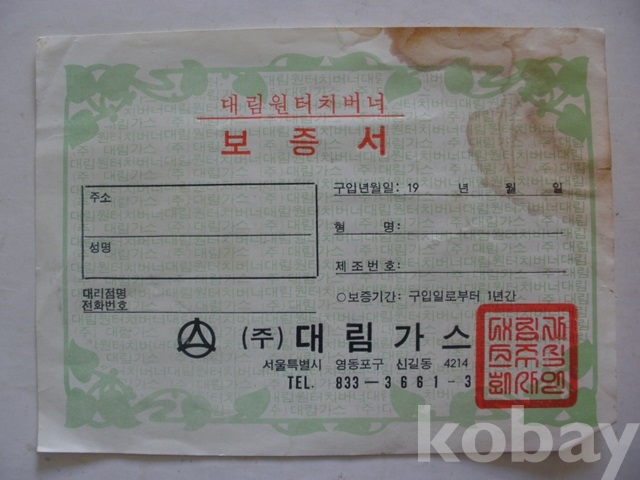 대림원터치버너
보증서
주소
성명
대리점명
전화번호
구입년월일: 19 년 월 일
형 명:
제조번호:
○보증기간: 구입일로부터 1년간
(주) 대림가스
서울특별시 영등포구 신길동 4214
TEL. 833-3661-3
kobay